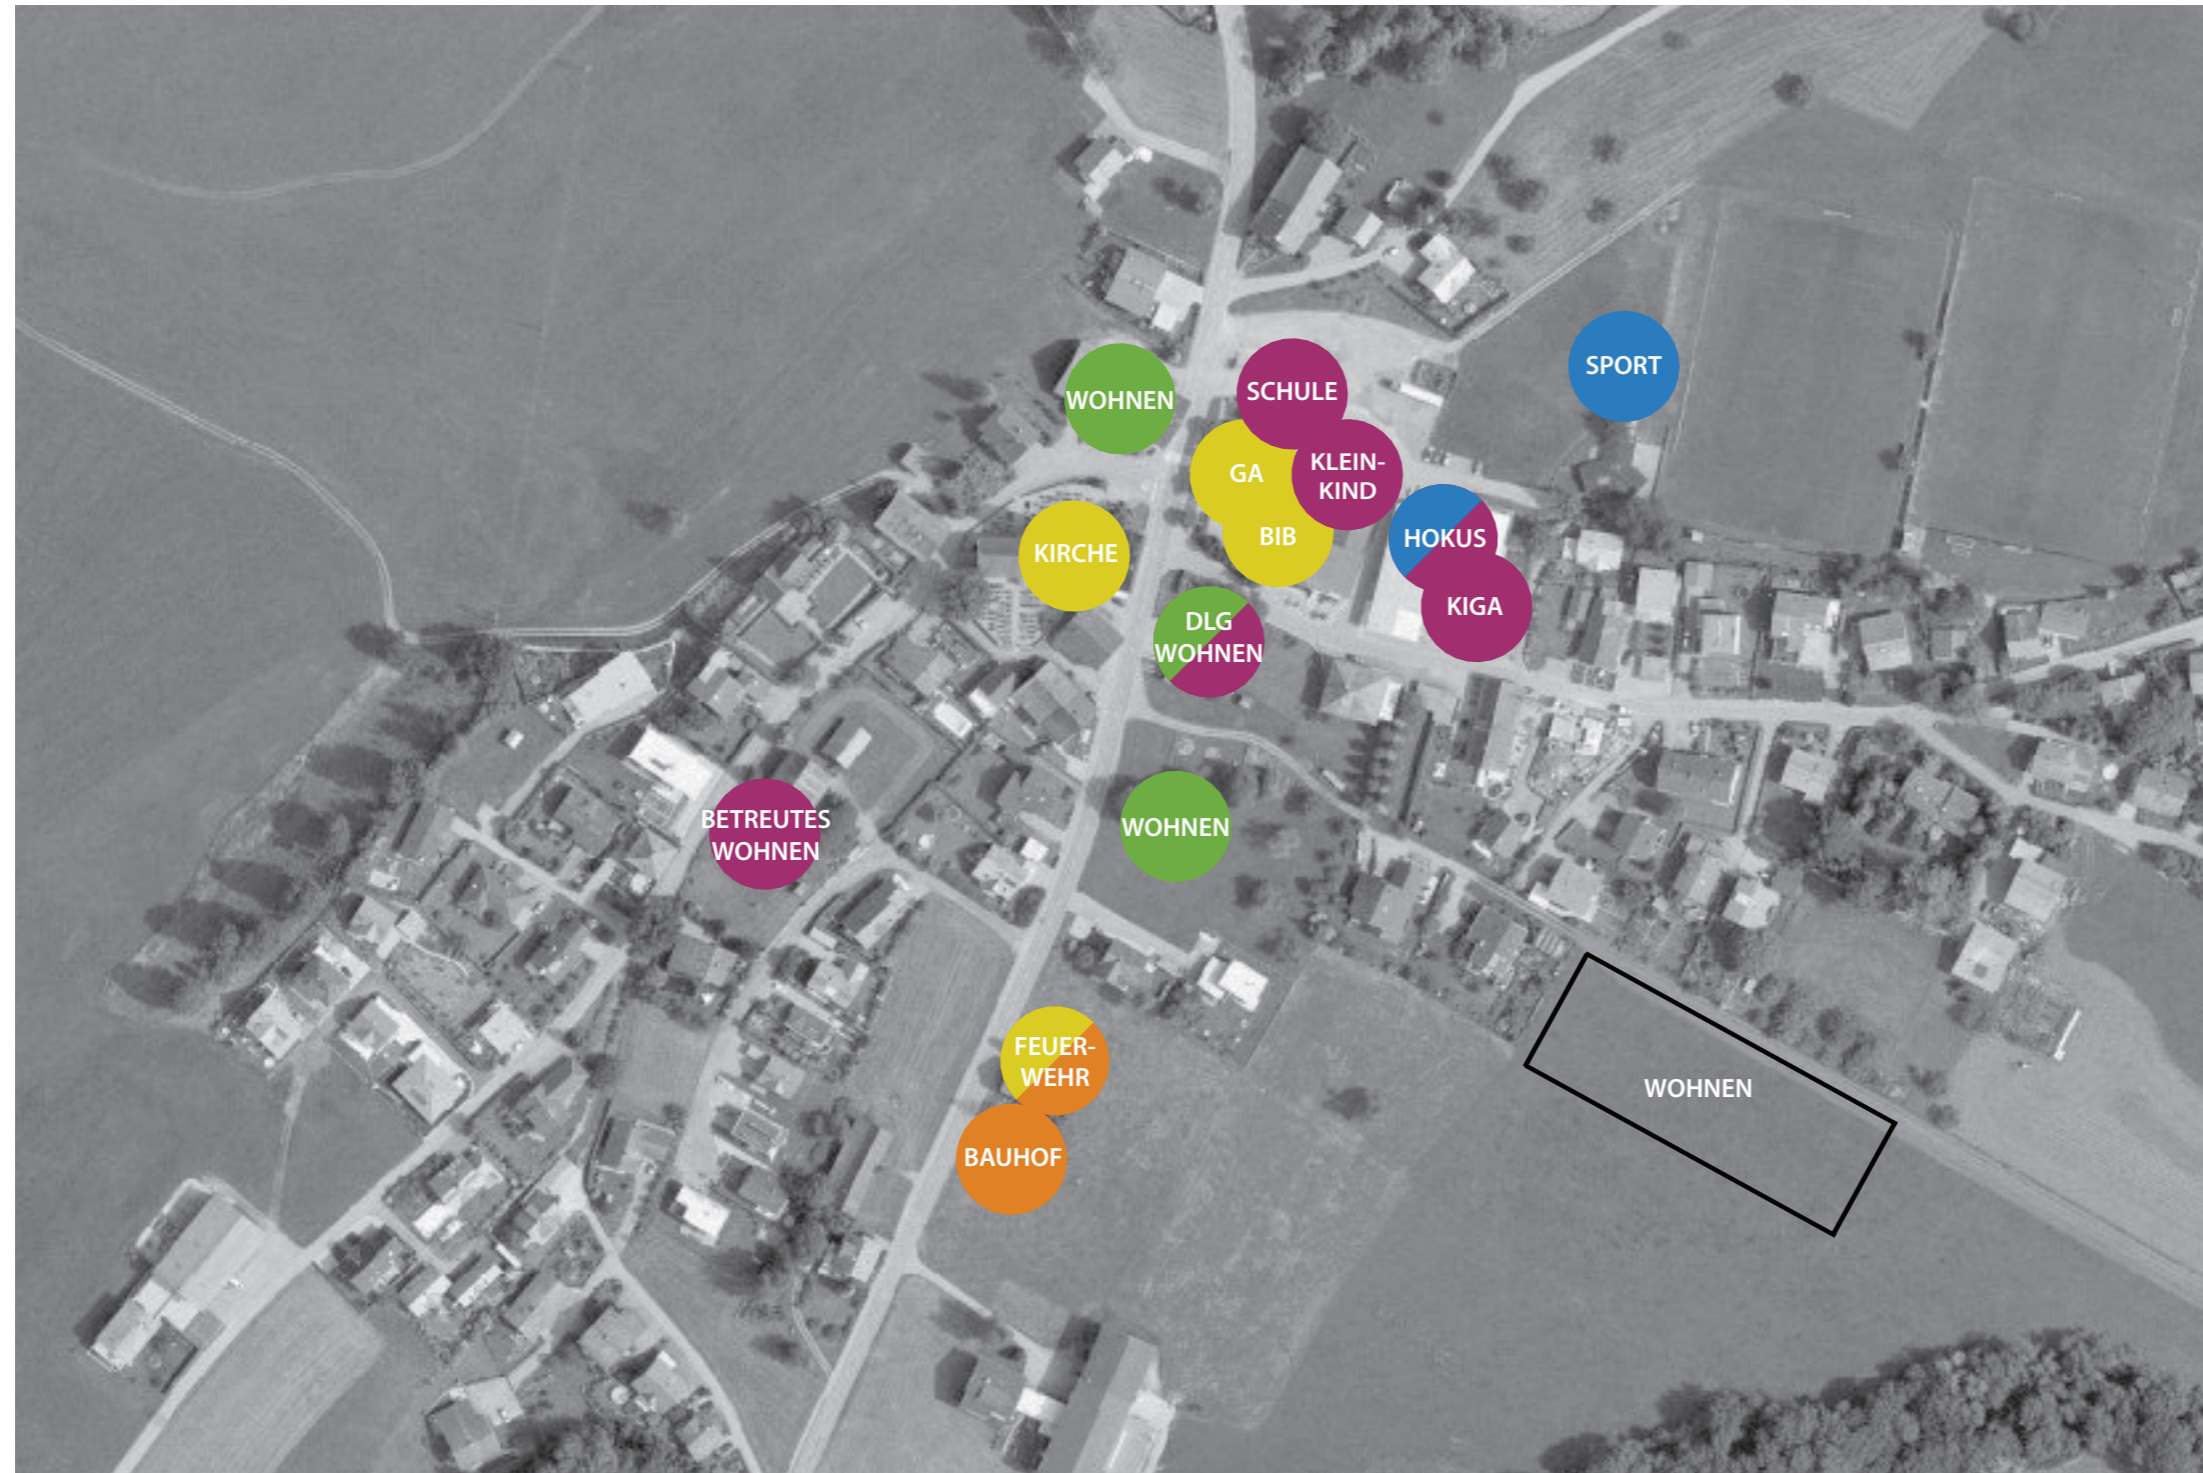 SPORT
SCHULE
WOHNEN
KLEIN-
KIND
GA
BIB
HOKUS
KIRCHE
KIGA
DLG
WOHNEN
BETREUTES
WOHNEN
WOHNEN
FEUER-
WEHR
WOHNEN
BAUHOF